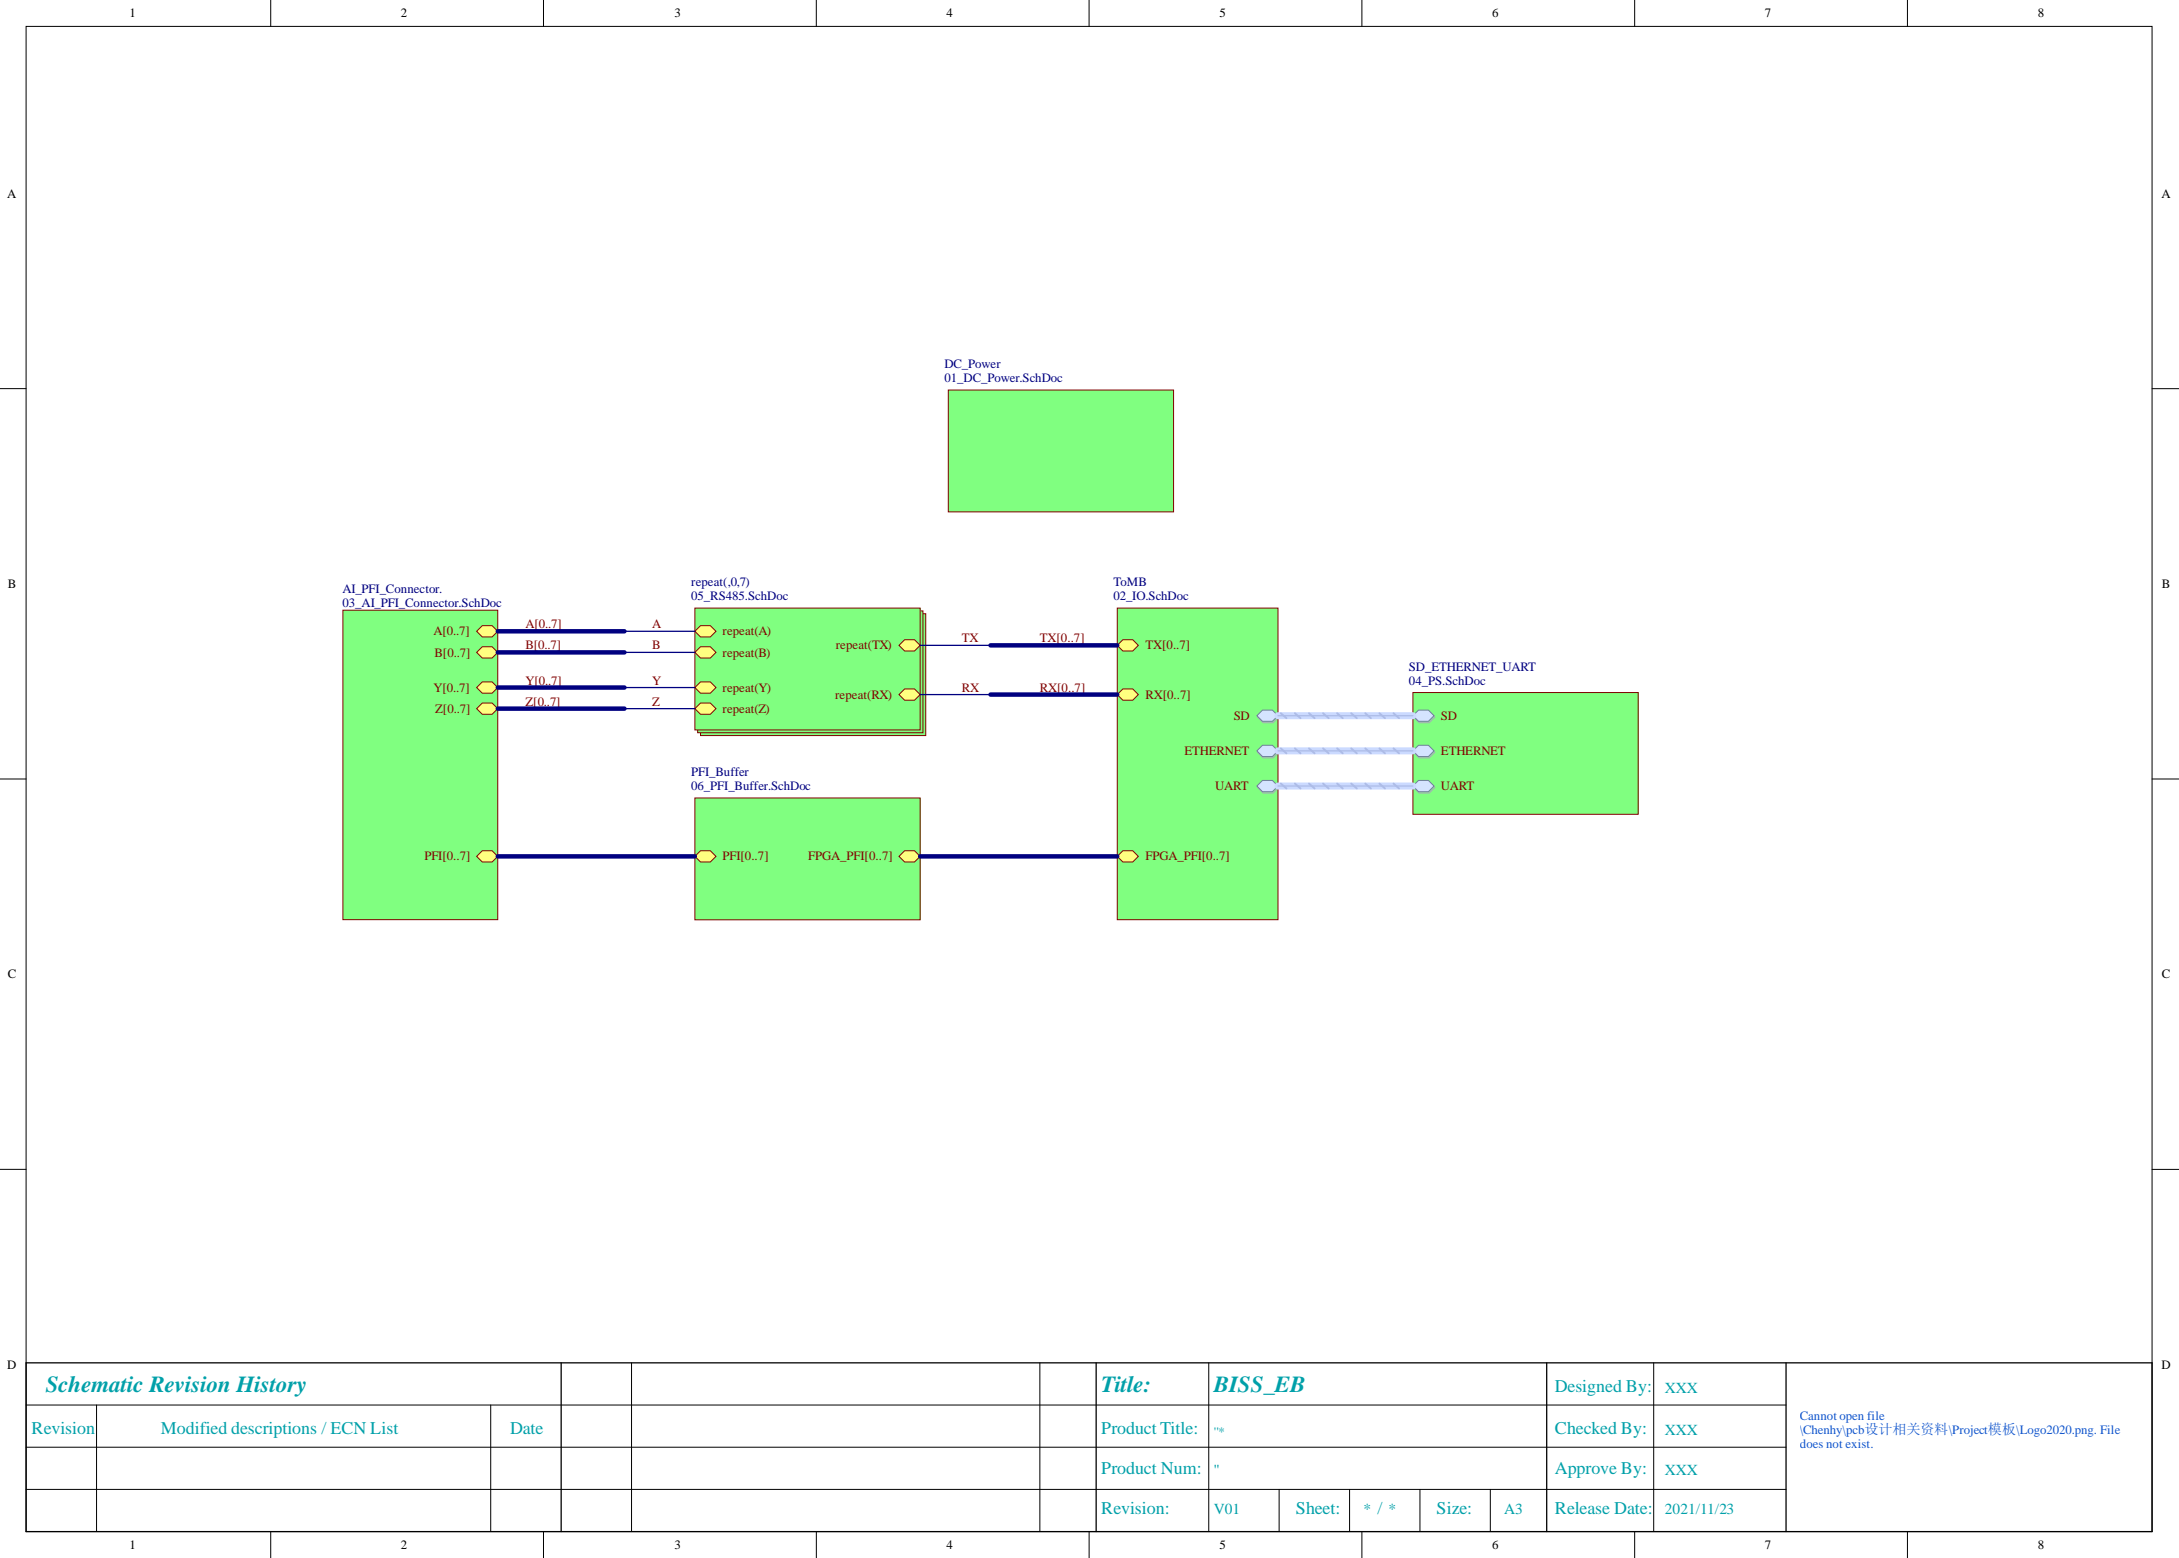 1 2 3 4 5 6 7 8
A A
DC_Power
01_DC_Power.SchDoc
B B
AI_PFI_Connector.
03_AI_PFI_Connector.SchDoc
A[0..7]
B[0..7]
Y[0..7]
Z[0..7]
PFI[0..7]
A[0..7] A
B[0..7] B
Y[0..7] Y
Z[0..7] Z
repeat(,0,7)
05_RS485.SchDoc
repeat(A)
repeat(B)
repeat(Y)
repeat(Z)
repeat(TX)
repeat(RX)
TX TX[0..7]
RX RX[0..7]
PFI_Buffer
06_PFI_Buffer.SchDoc
PFI[0..7] FPGA_PFI[0..7]
ToMB
02_IO.SchDoc
TX[0..7]
RX[0..7]
SD
ETHERNET
UART
FPGA_PFI[0..7]
SD_ETHERNET_UART
04_PS.SchDoc
SD
ETHERNET
UART
C C
D D
Schematic Revision History
Revision Modified descriptions / ECN List Date
Title: BISS_EB
Product Title: "*
Product Num: "
Revision: V01 Sheet: * / * Size: A3
Designed By: XXX
Checked By: XXX
Approve By: XXX
Release Date: 2021/11/23
Cannot open file
\Chenhy\pcb设计相关资料\Project模板\Logo2020.png. File
does not exist.
1 2 3 4 5 6 7 8